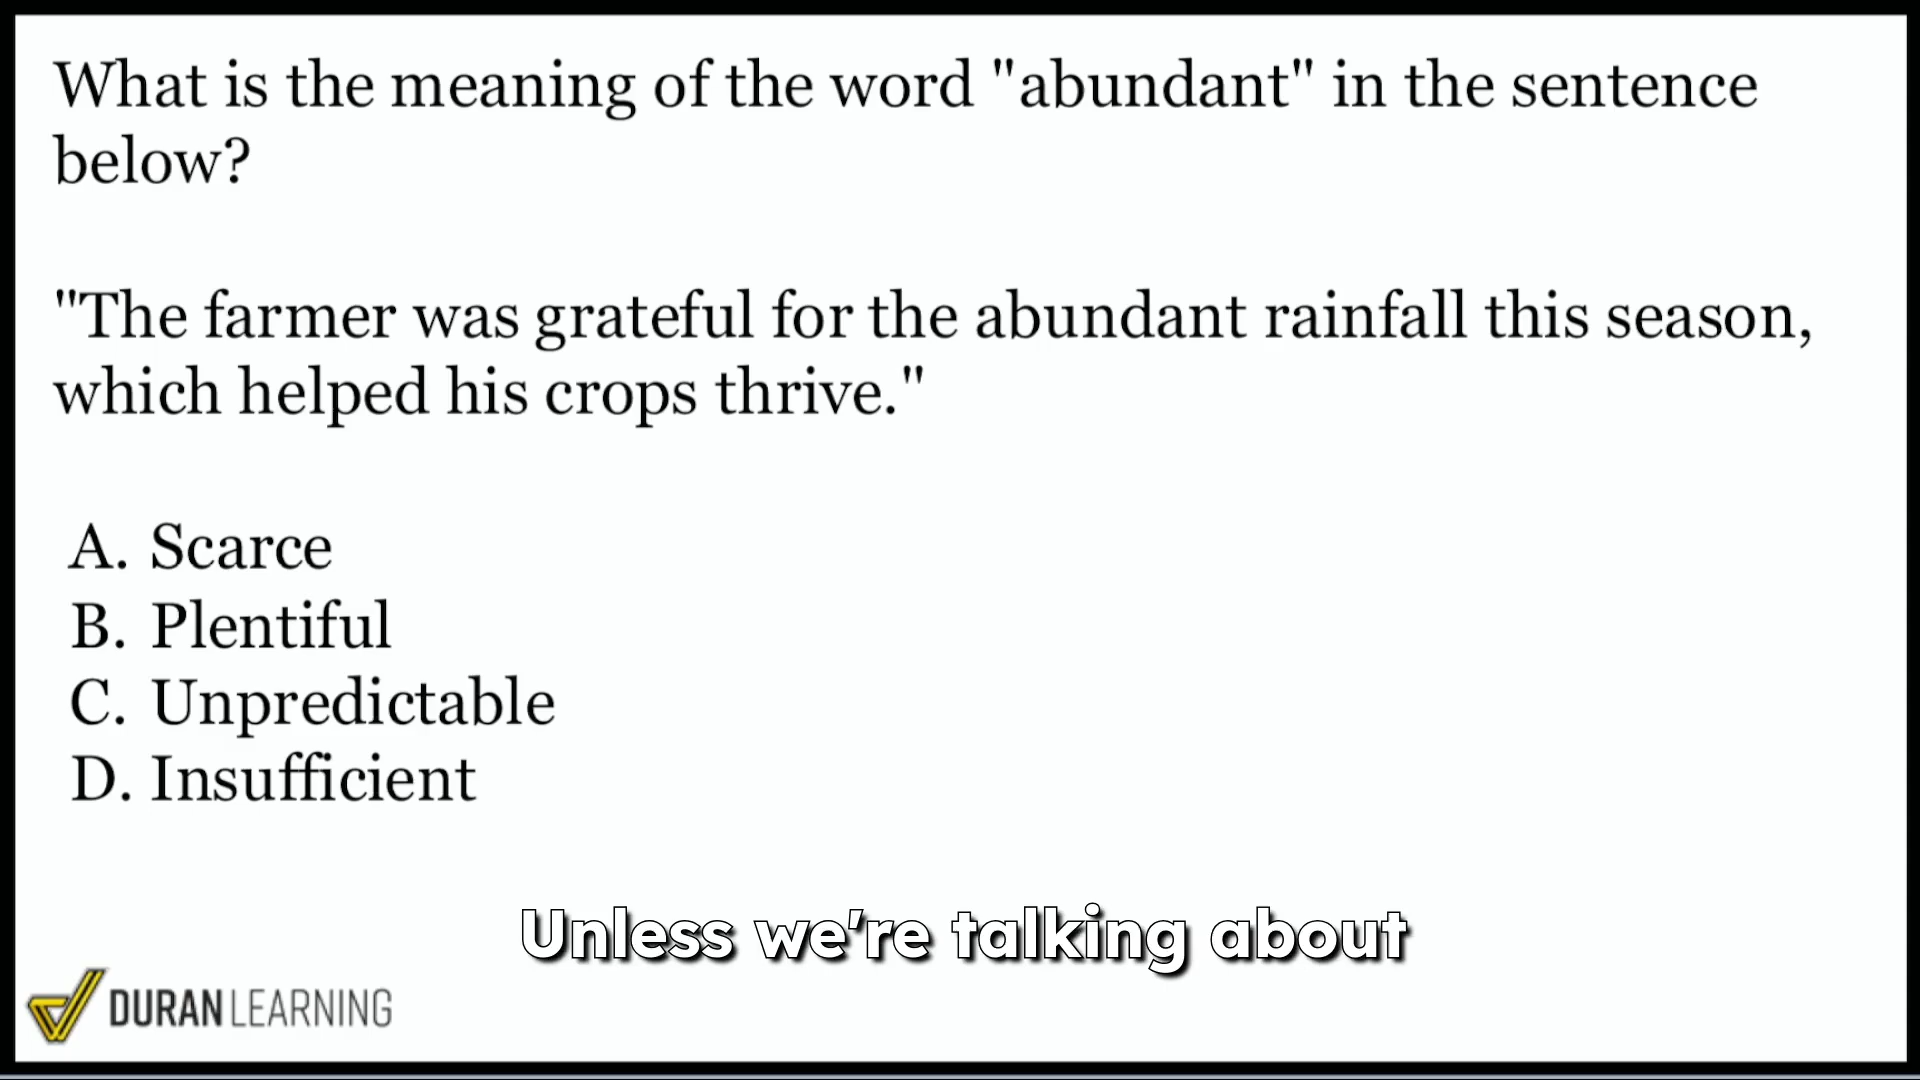 What is the meaning of the word "abundant" in the sentence
below?
"The farmer was grateful for the abundant rainfall this season,
which helped his crops thrive."
A. Scarce
B. Plentiful
C. Unpredictable
D. Insufficient
Unless we're talking about
DURAN LEARNING